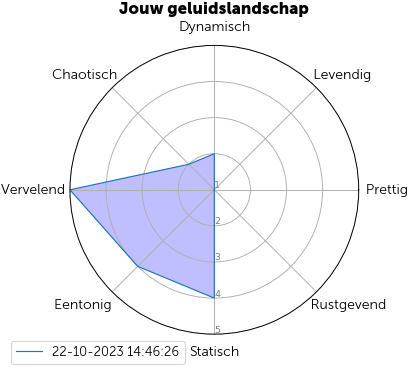 Jouw geluidslandschap
Dynamisch
Chaotisch
Levendig
Vervelend
Prettig
1
2
3
4
5
Eentonig
Rustgevend
22-10-2023 14:46:26
Statisch